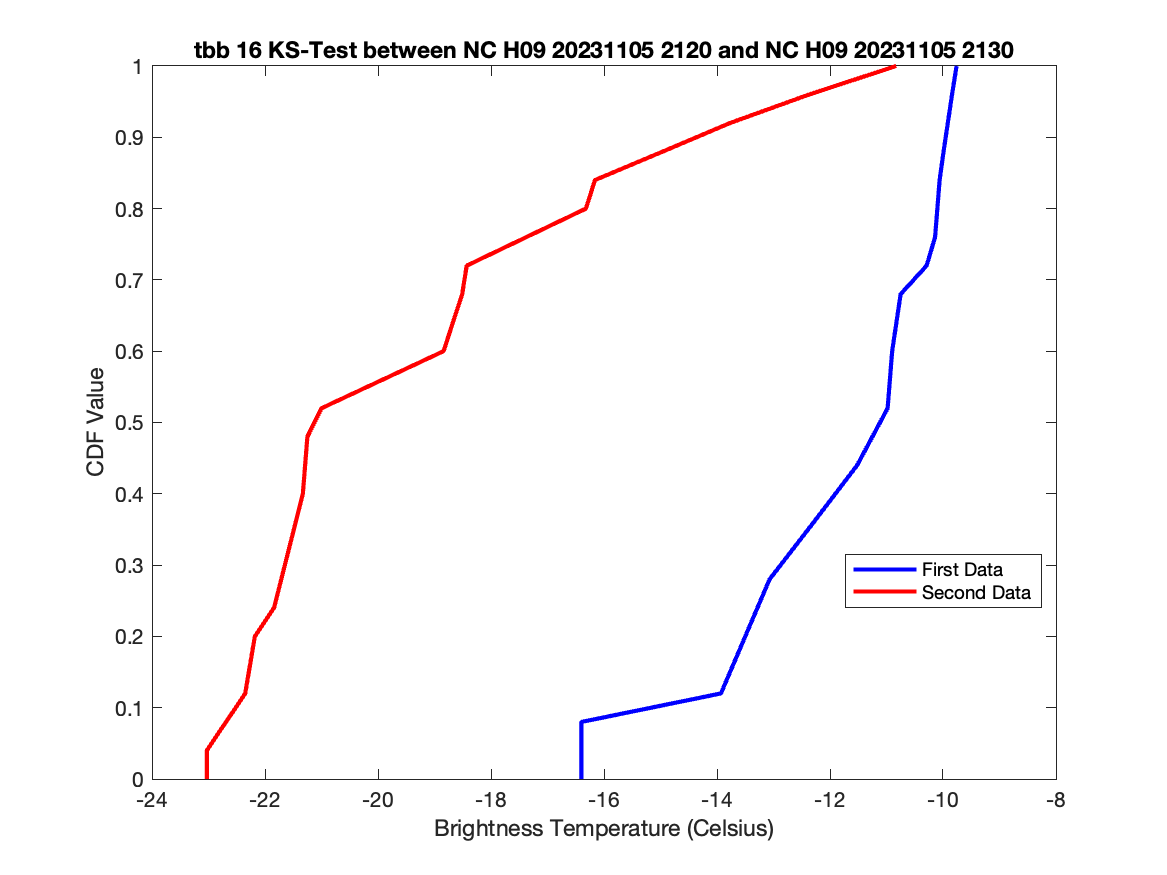 tbb 16 KS-Test between NC H09 20231105 2120 and NC H09 20231105 2130
1
0.9
0.8
0.7
0.6
0.5
0.4
0.3
0.2
0.1
0
CDF Value
First Data
Second Data
-24 -22 -20 -18 -16 -14 -12 -10 -8
Brightness Temperature (Celsius)